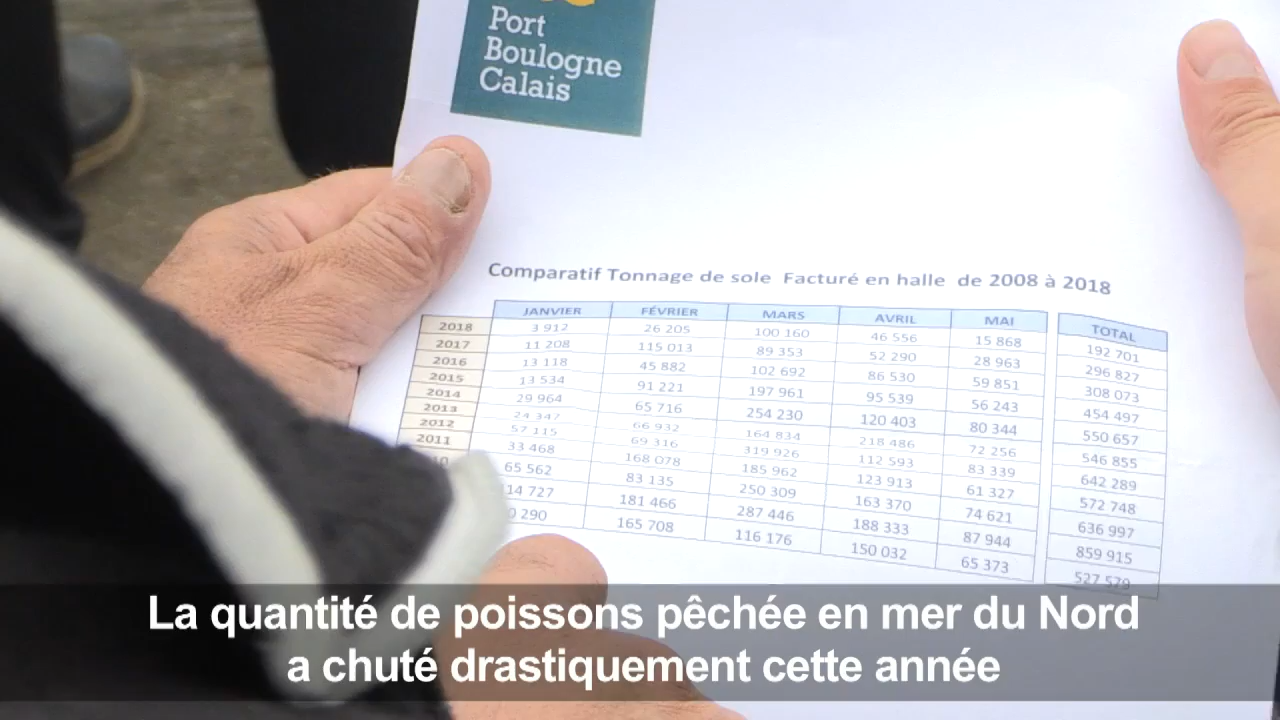 Port
Boulogne
Calais
Comparatif Tonnage de sole Facturé en halle de 2008 à 2018
JANVIER FÉVRIER MARS AVRIL MAI TOTAL
2018 3 912 26 205 100 160 46 556 15 868 192 701
2017 11 208 115 013 89 353 52 290 28 963 296 827
2016 13 118 45 882 102 692 86 530 59 851 308 073
2015 13 534 91 221 197 961 95 539 56 243 454 497
2014 29 964 65 716 254 230 120 403 80 344 550 657
2013 24 347 66 932 164 834 218 486 72 256 546 855
2012 57 115 69 316 319 926 112 593 83 339 642 289
2011 33 468 168 078 185 962 123 913 61 327 572 748
65 562 83 135 250 309 163 370 74 621 636 997
14 727 181 466 287 446 188 333 87 944 859 915
0 290 165 708 116 176 150 032 65 373 527 579
La quantité de poissons pêchée en mer du Nord
a chuté drastiquement cette année